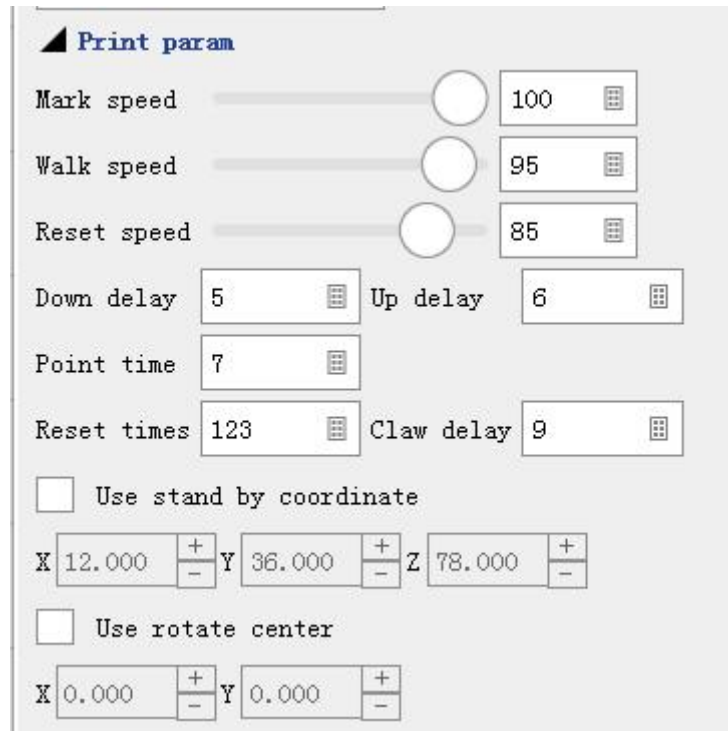 Print param
Mark speed 100
Walk speed 95
Reset speed 85
Down delay 5 Up delay 6
Point time 7
Reset times 123 Claw delay 9
Use stand by coordinate
X 12.000 + - Y 36.000 + - Z 78.000 + -
Use rotate center
X 0.000 + - Y 0.000 + -